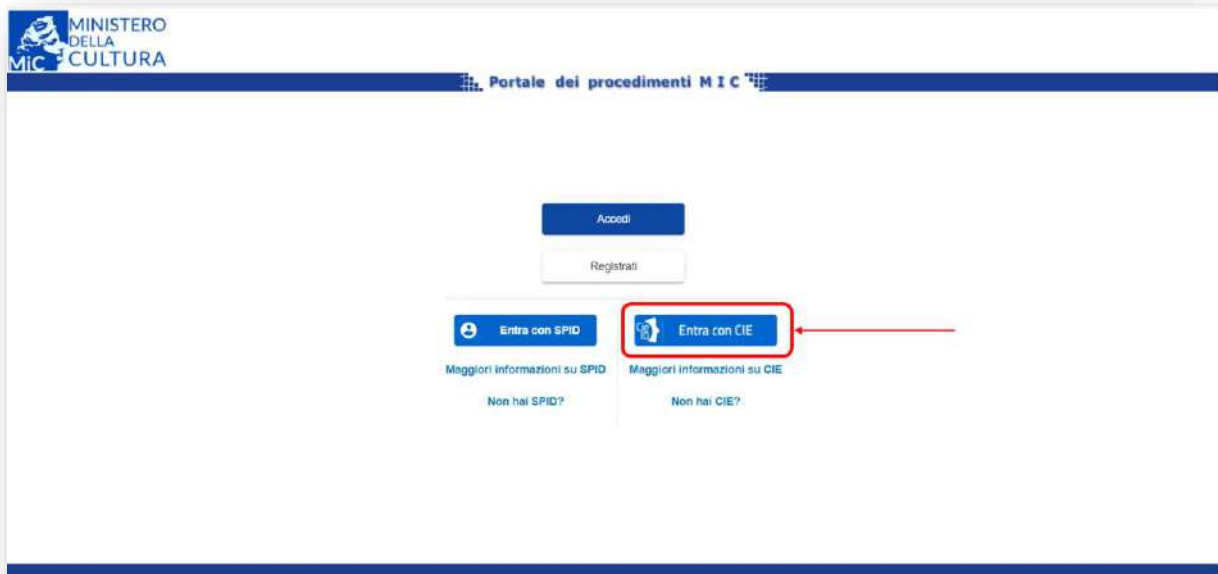 MINISTERO
DELLA
CULTURA
MiC
Portale dei procedimenti M I C
Accedi
Registrati
Entra con SPID
Entra con CIE
Maggiori informazioni su SPID
Maggiori informazioni su CIE
Non hai SPID?
Non hai CIE?